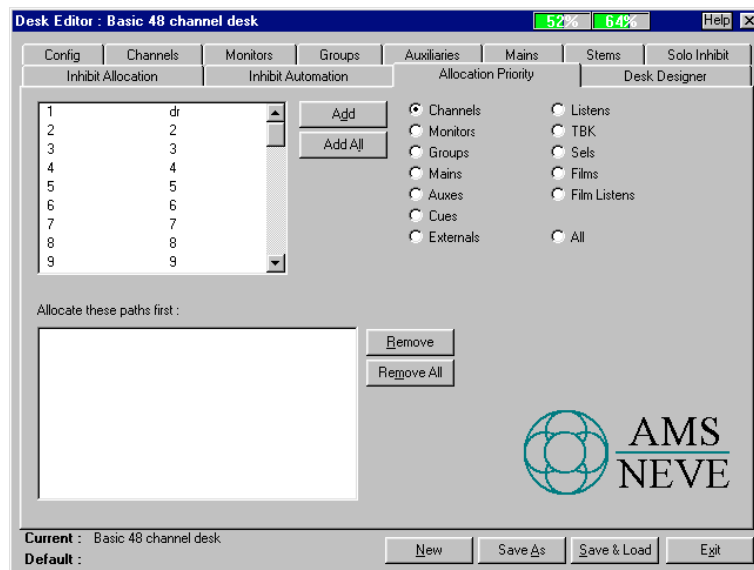 Desk Editor : Basic 48 channel desk 52% 64% Help
Config Channels Monitors Groups Auxiliaries Mains Stems Solo Inhibit
Inhibit Allocation Inhibit Automation Allocation Priority Desk Designer
1 dr
2 2
3 3
4 4
5 5
6 6
7 7
8 8
9 9
Add
Add All
Channels
Monitors
Groups
Mains
Auxes
Cues
Externals
Listens
TBK
Sels
Films
Film Listens
All
Allocate these paths first :
Remove
Remove All
AMS
NEVE
Current : Basic 48 channel desk
Default :
New Save As Save & Load Exit